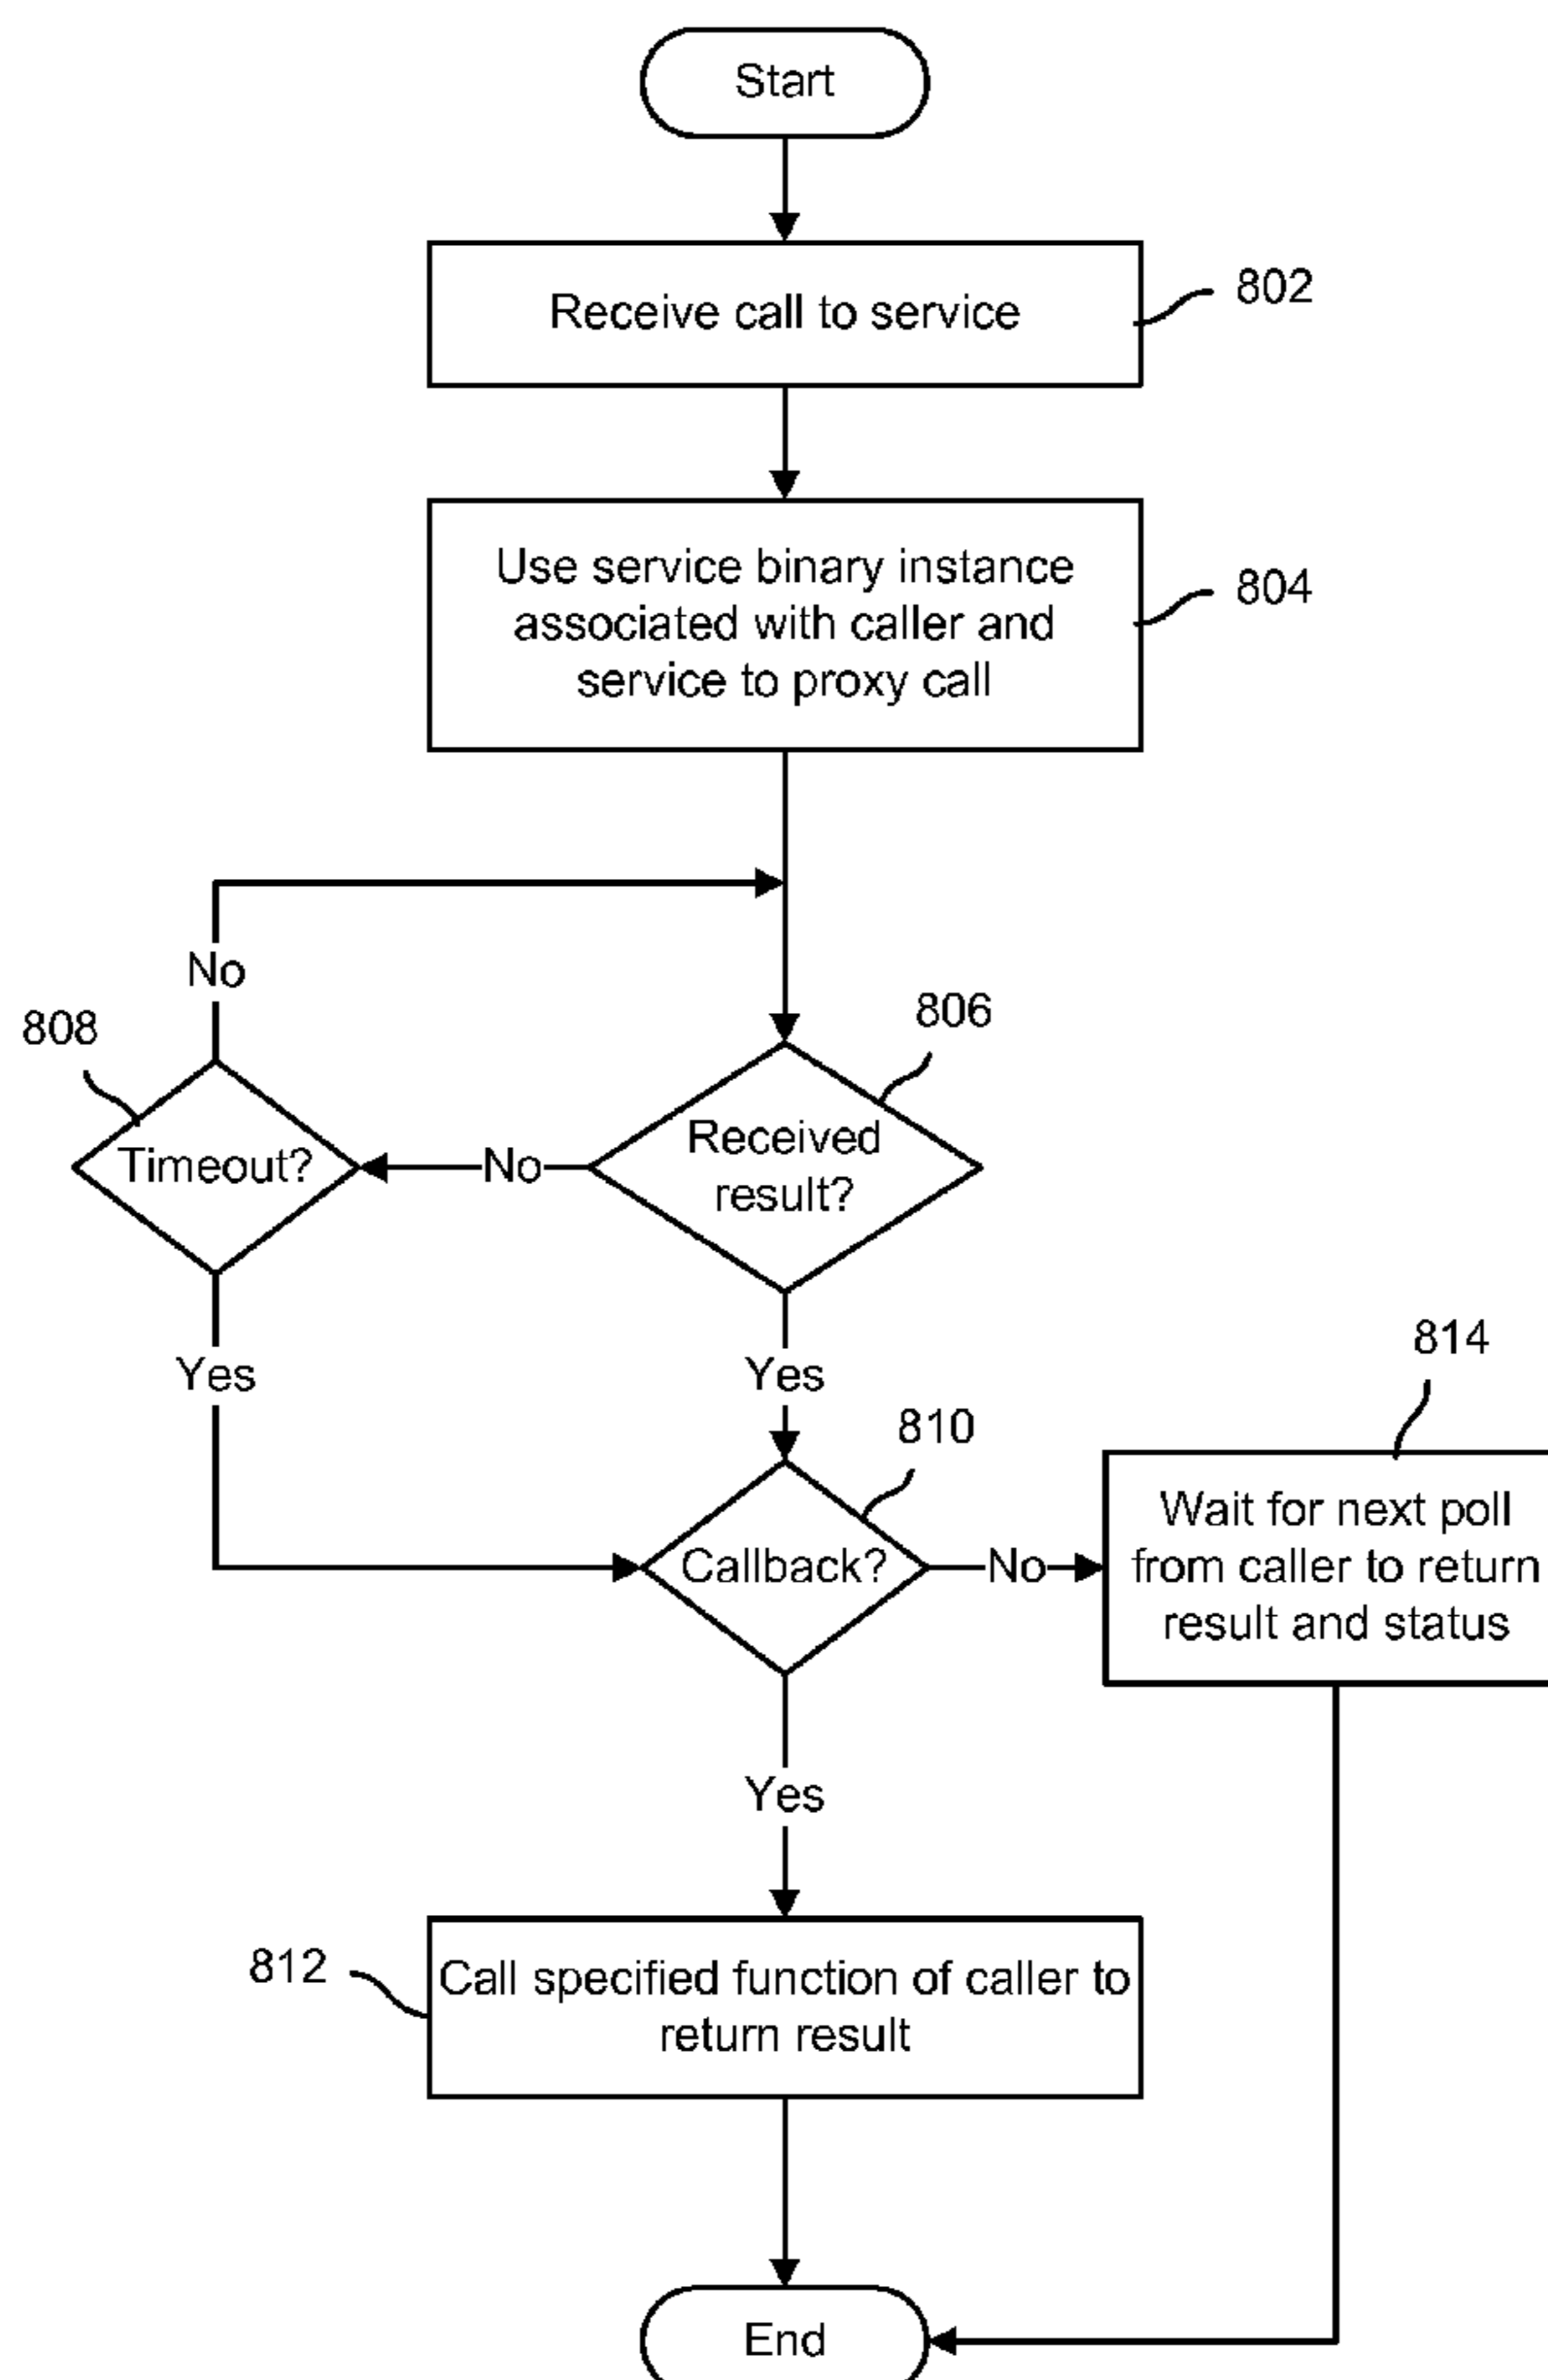 Start
Receive call to service
802
Use service binary instance
associated with caller and
service to proxy call
804
No
808
806
Timeout?
No
Received
result?
Yes
Yes
814
810
Callback?
No
Wait for next poll
from caller to return
result and status
Yes
812
Call specified function of caller to
return result
End